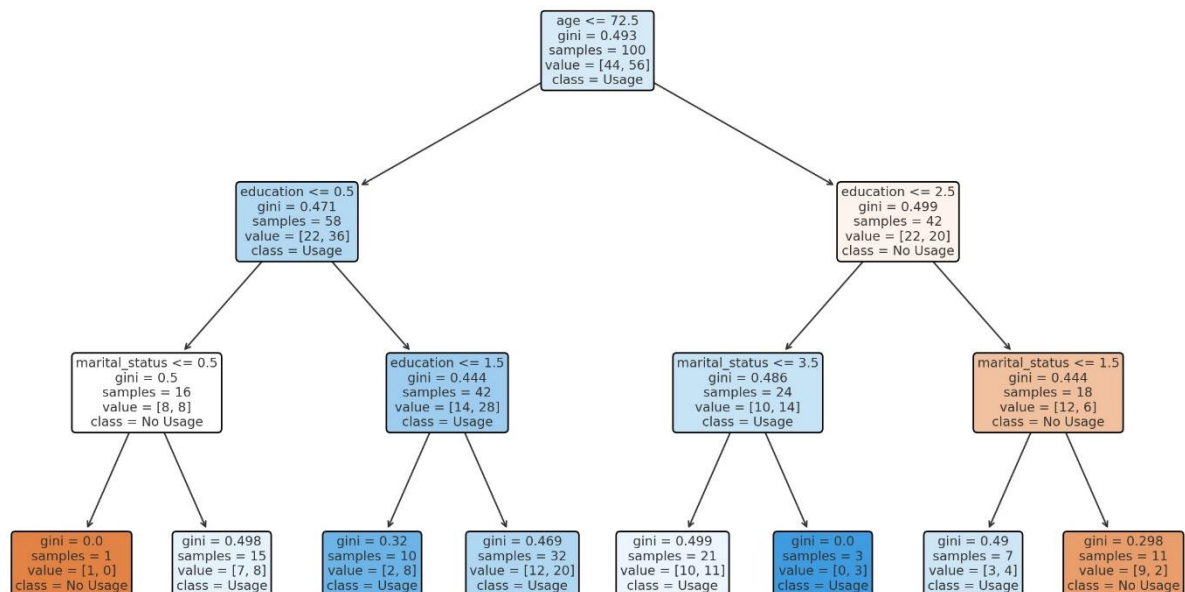 age <= 72.5
gini = 0.493
samples = 100
value = [44, 56]
class = Usage
education <= 0.5
gini = 0.471
samples = 58
value = [22, 36]
class = Usage
education <= 2.5
gini = 0.499
samples = 42
value = [22, 20]
class = No Usage
marital_status <= 0.5
gini = 0.5
samples = 16
value = [8, 8]
class = No Usage
education <= 1.5
gini = 0.444
samples = 42
value = [14, 28]
class = Usage
marital_status <= 3.5
gini = 0.486
samples = 24
value = [10, 14]
class = Usage
marital_status <= 1.5
gini = 0.444
samples = 18
value = [12, 6]
class = No Usage
gini = 0.0
samples = 1
value = [1, 0]
class = No Usage
gini = 0.498
samples = 15
value = [7, 8]
class = Usage
gini = 0.32
samples = 10
value = [2, 8]
class = Usage
gini = 0.469
samples = 32
value = [12, 20]
class = Usage
gini = 0.499
samples = 21
value = [10, 11]
class = Usage
gini = 0.0
samples = 3
value = [0, 3]
class = Usage
gini = 0.49
samples = 7
value = [3, 4]
class = Usage
gini = 0.298
samples = 11
value = [9, 2]
class = No Usage